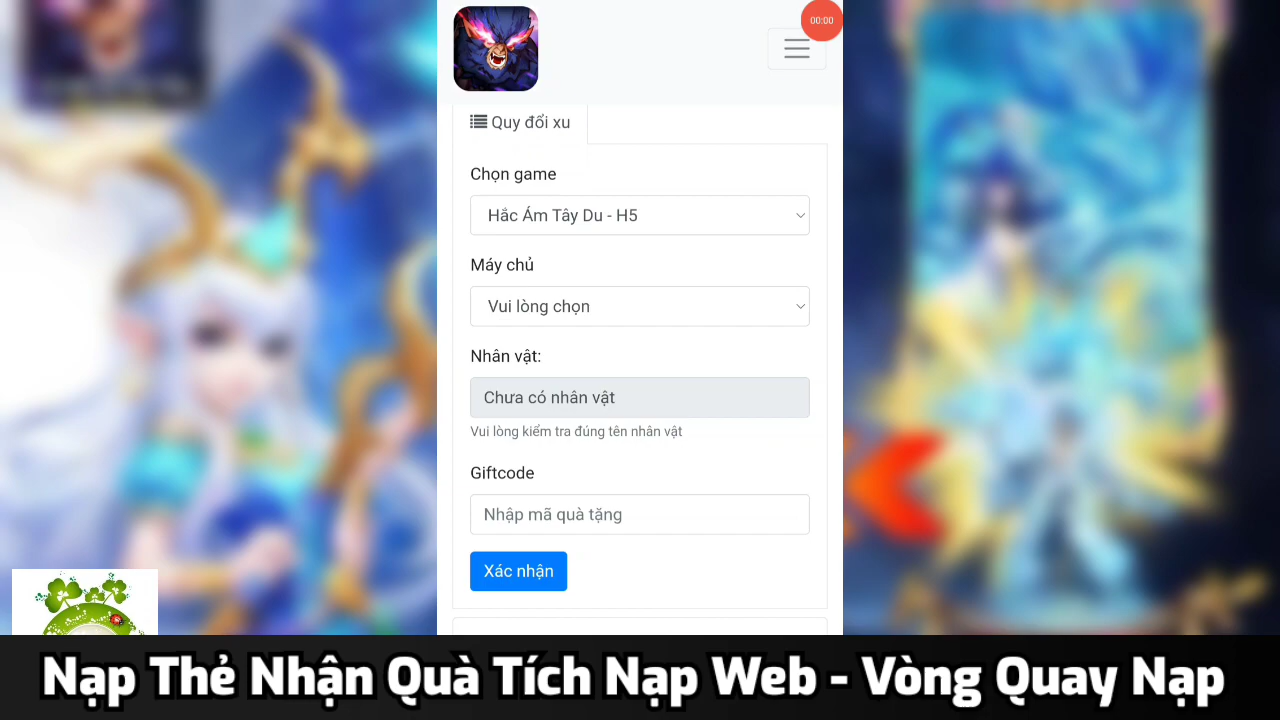 00:00
Quy đổi xu
Chọn game
Hắc Ám Tây Du - H5
Máy chủ
Vui lòng chọn
Nhân vật:
Chưa có nhân vật
Vui lòng kiểm tra đúng tên nhân vật
Giftcode
Nhập mã quà tặng
Xác nhận
Nạp Thẻ Nhận Quà Tích Nạp Web - Vòng Quay Nạp